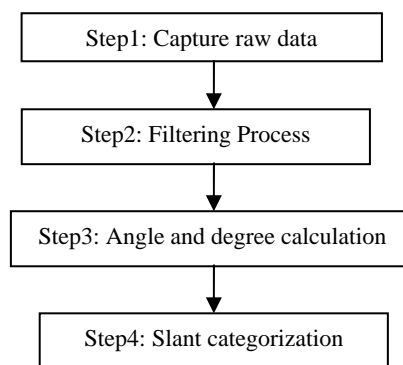 Step1: Capture raw data
Step2: Filtering Process
Step3: Angle and degree calculation
Step4: Slant categorization